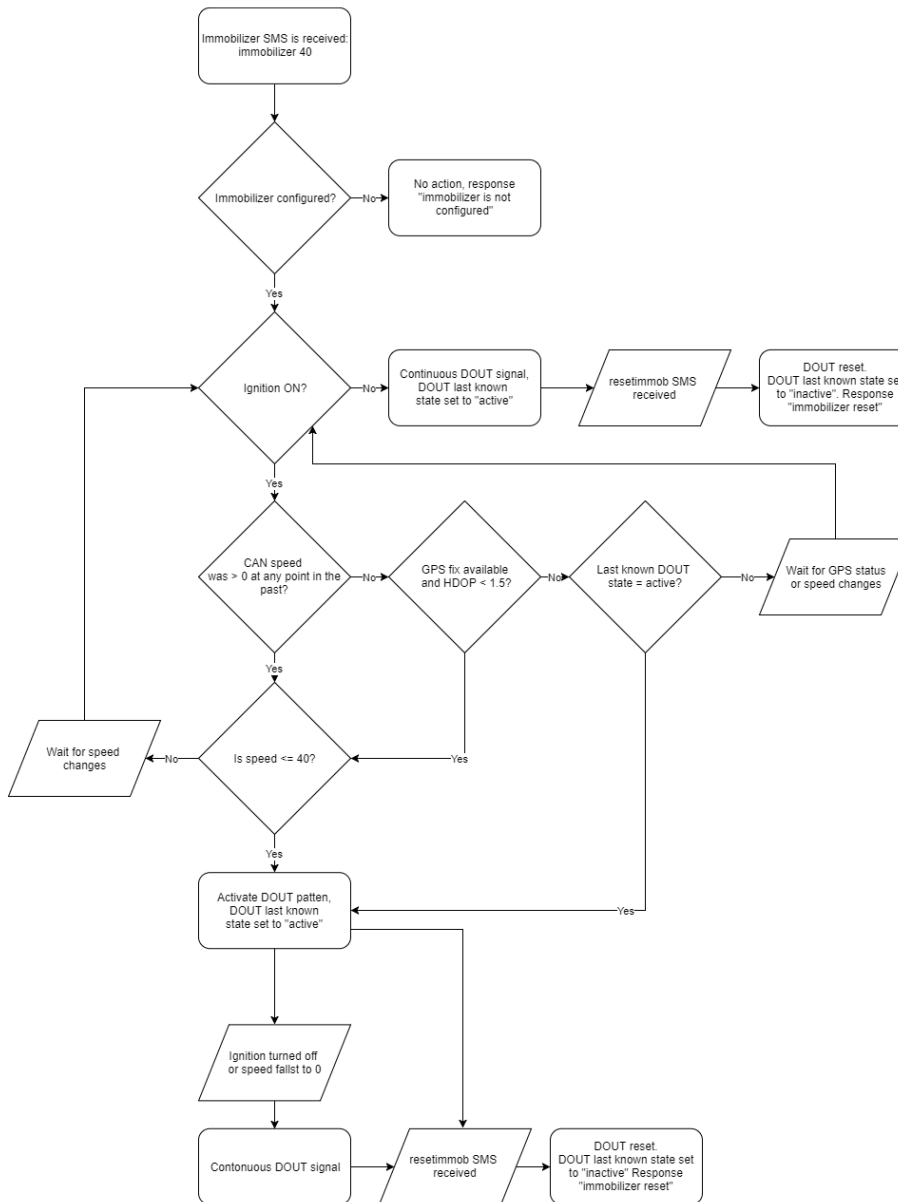 Immobilizer SMS is received:
immobilizer 40
Immobilizer configured?
No
No action, response
"immobilizer is not
configured"
Yes
Ignition ON?
No
Continuous DOUT signal,
DOUT last known
state set to "active"
resetimmob SMS
received
DOUT reset.
DOUT last known state set
to "inactive". Response
"immobilizer reset"
Yes
CAN speed
was > 0 at any point in the
past?
No
GPS fix available
and HDOP < 1.5?
No
Last known DOUT
state = active?
No
Wait for GPS status
or speed changes
Yes
Wait for speed
changes
No
Is speed <= 40?
Yes
Yes
Activate DOUT patten,
DOUT last known
state set to "active"
Yes
Ignition turned off
or speed fallst to 0
Contonuous DOUT signal
resetimmob SMS
received
DOUT reset.
DOUT last known state set
to "inactive" Response
"immobilizer reset"